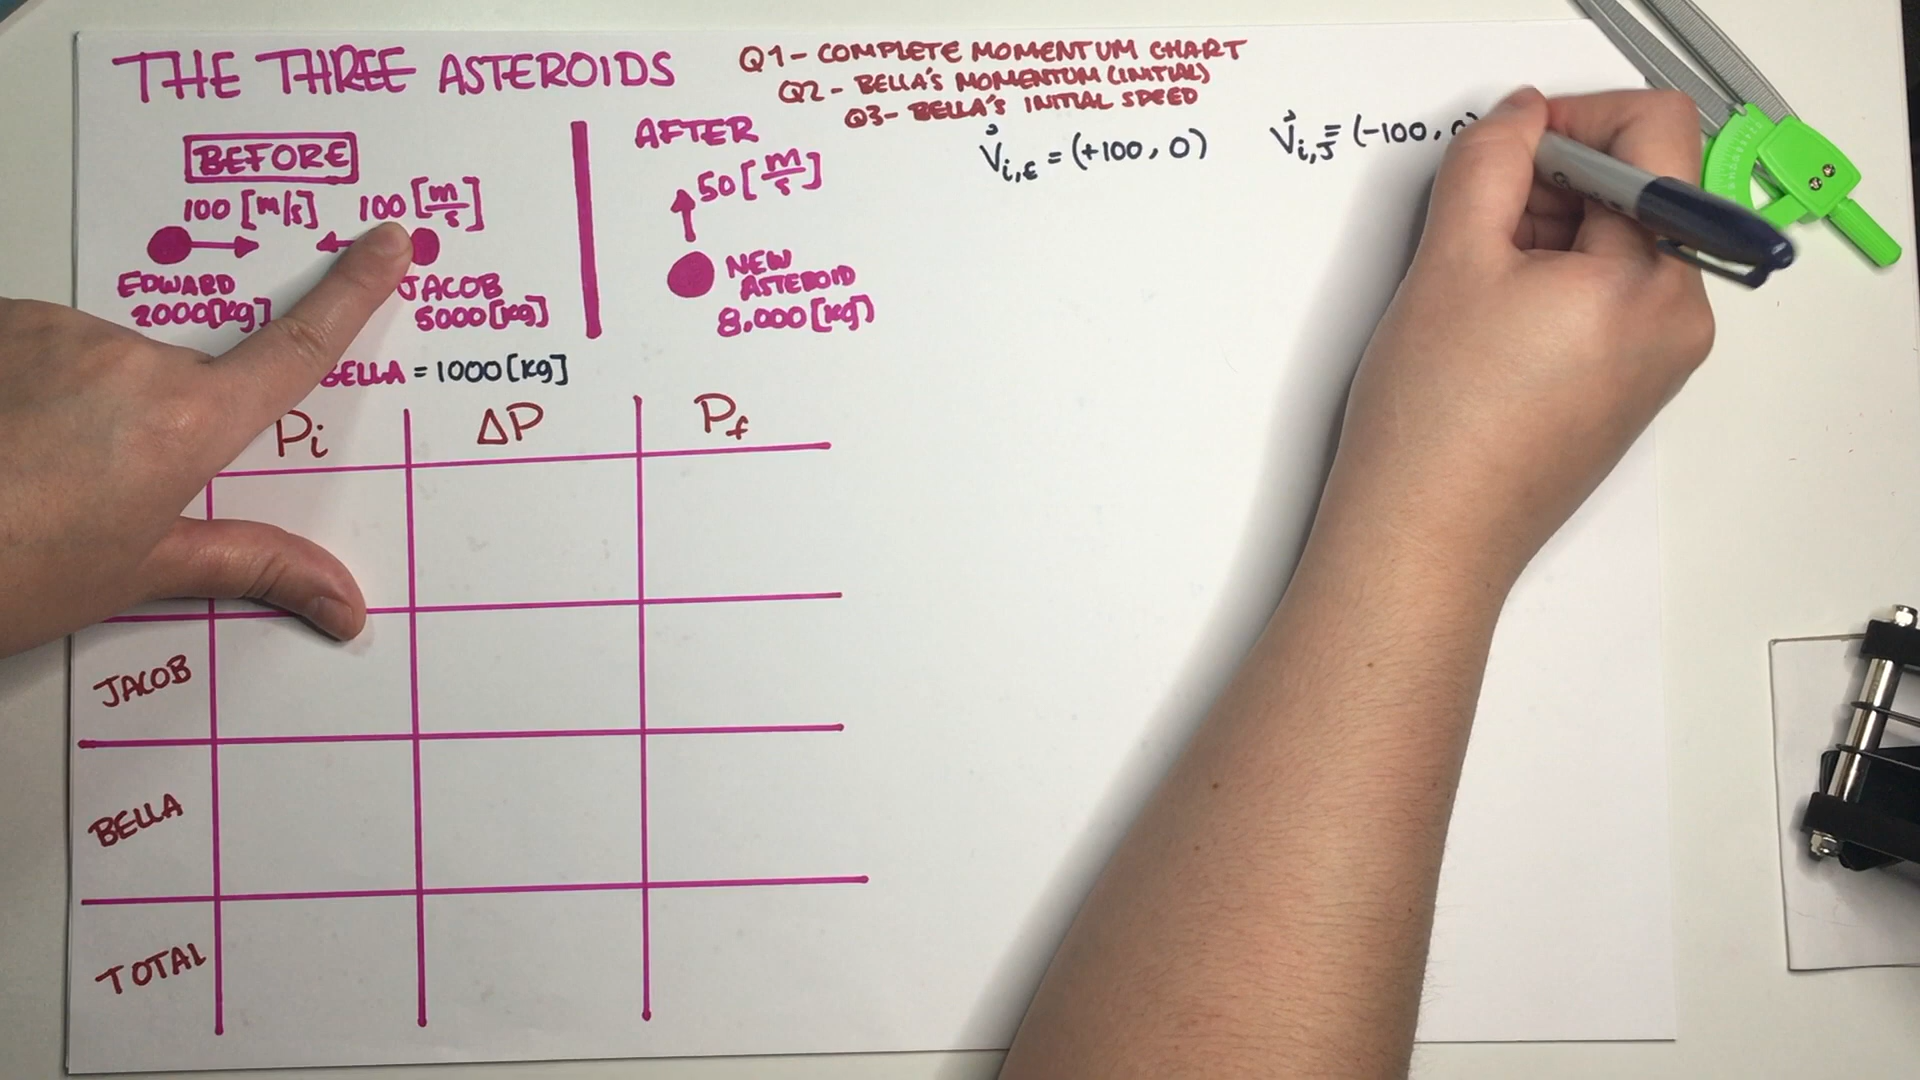 THE THREE ASTEROIDS
Q1- COMPLETE MOMENTUM CHART
Q2- BELLA'S MOMENTUM (INITIAL)
Q3- BELLA'S INITIAL SPEED
BEFORE
100 [m/s] 100 [m/s]
EDWARD
2000[kg]
JACOB
5000[kg]
BELLA = 1000[kg]
AFTER
50[m/s]
NEW
ASTEROID
8,000[kg]
V⃗i,E = (+100, 0)
V⃗i,J = (-100, 0)
Pi ΔP Pf
JACOB
BELLA
TOTAL